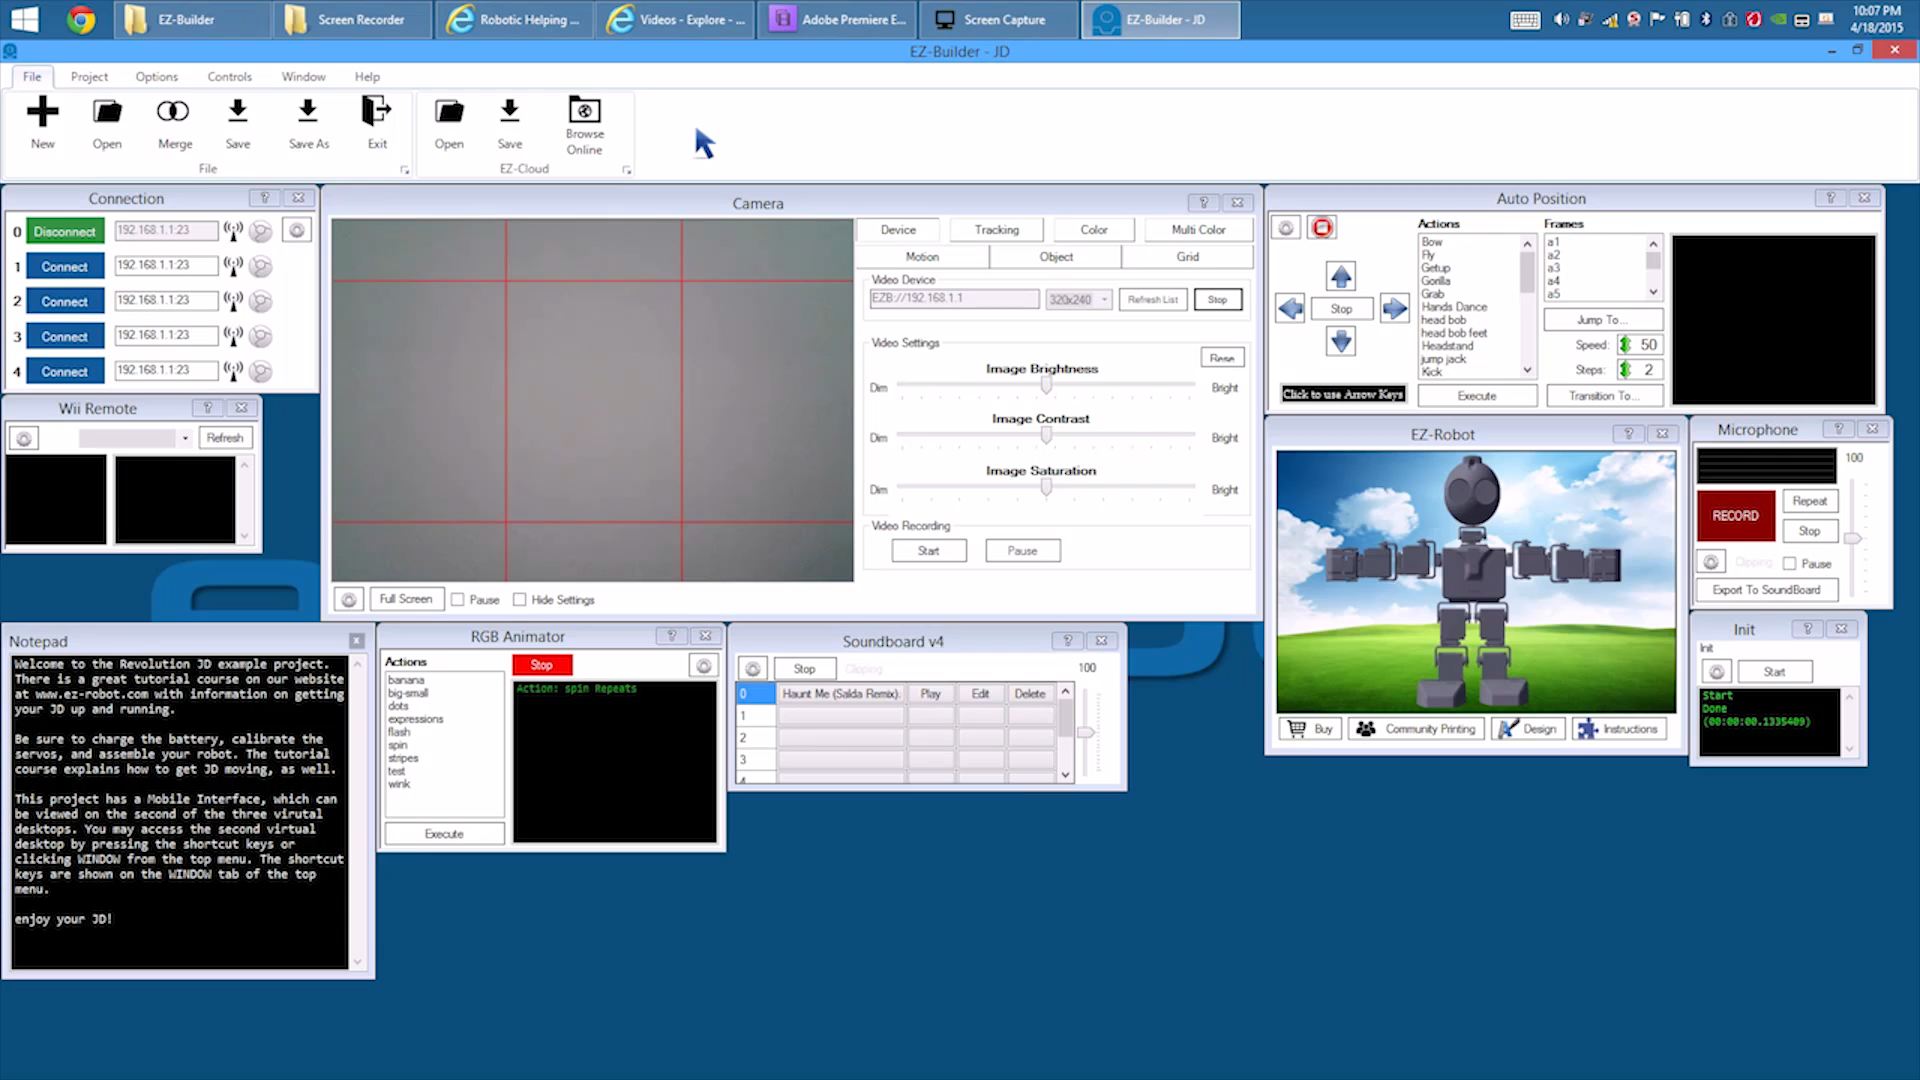 EZ-Builder
Screen Recorder
Robotic Helping ...
Videos - Explore - ...
Adobe Premiere E...
Screen Capture
EZ-Builder - JD
10:07 PM
4/18/2015
EZ-Builder - JD
File
Project
Options
Controls
Window
Help
New
Open
Merge
Save
Save As
Exit
Open
Save
Browse
Online
File
EZ-Cloud
Connection
0 Disconnect 192.168.1.1:23
1 Connect 192.168.1.1:23
2 Connect 192.168.1.1:23
3 Connect 192.168.1.1:23
4 Connect 192.168.1.1:23
Wii Remote
Refresh
Camera
Device
Tracking
Color
Multi Color
Motion
Object
Grid
Video Device
EZB://192.168.1.1
320x240
Refresh List
Stop
Video Settings
Rese
Image Brightness
Dim
Bright
Image Contrast
Dim
Bright
Image Saturation
Dim
Bright
Video Recording
Start
Pause
Full Screen
Pause
Hide Settings
Auto Position
Actions
Frames
Bow
Fly
Getup
Gorilla
Grab
Hands Dance
head bob
head bob feet
Headstand
jump jack
Kick
a1
a2
a3
a4
a5
Stop
Jump To...
Speed: 50
Steps: 2
Click to use Arrow Keys
Execute
Transition To...
EZ-Robot
Buy
Community Printing
Design
Instructions
Microphone
100
RECORD
Repeat
Stop
Clipping
Pause
Export To SoundBoard
Init
Init
Start
Start
Done
(00:00:00.1335409)
Notepad
Welcome to the Revolution JD example project.
There is a great tutorial course on our website
at www.ez-robot.com with information on getting
your JD up and running.
Be sure to charge the battery, calibrate the
servos, and assemble your robot. The tutorial
course explains how to get JD moving, as well.
This project has a Mobile Interface, which can
be viewed on the second of the three virutal
desktops. You may access the second virtual
desktop by pressing the shortcut keys or
clicking WINDOW from the top menu. The shortcut
keys are shown on the WINDOW tab of the top
menu.
enjoy your JD!
RGB Animator
Actions
Stop
banana
big-small
dots
expressions
flash
spin
stripes
test
wink
Action: spin Repeats
Execute
Soundboard v4
Stop
Clipping
100
0 Haunt Me (Salda Remix). Play Edit Delete
1
2
3
4